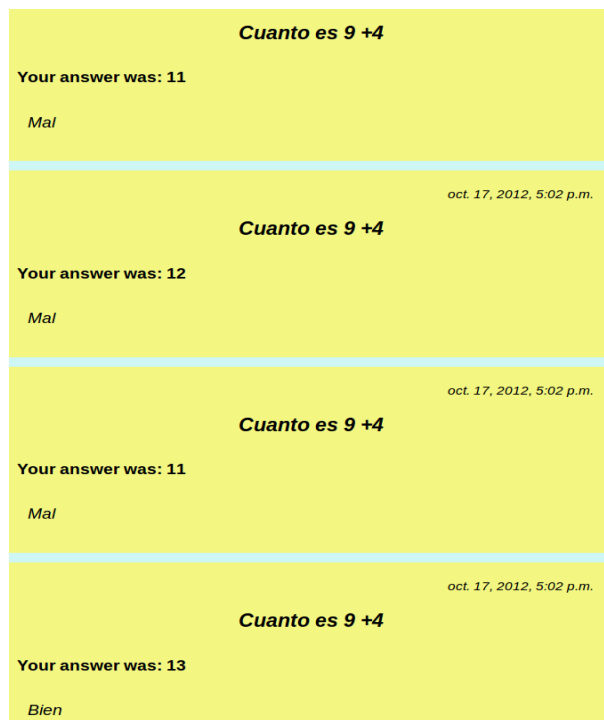 Cuanto es 9 +4
Your answer was: 11
Mal
oct. 17, 2012, 5:02 p.m.
Cuanto es 9 +4
Your answer was: 12
Mal
oct. 17, 2012, 5:02 p.m.
Cuanto es 9 +4
Your answer was: 11
Mal
oct. 17, 2012, 5:02 p.m.
Cuanto es 9 +4
Your answer was: 13
Bien